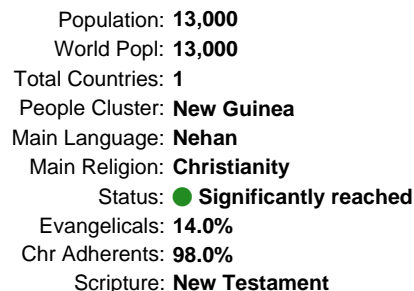 Population: 13,000
World Popl: 13,000
Total Countries: 1
People Cluster: New Guinea
Main Language: Nehan
Main Religion: Christianity
Status: Significantly reached
Evangelicals: 14.0%
Chr Adherents: 98.0%
Scripture: New Testament